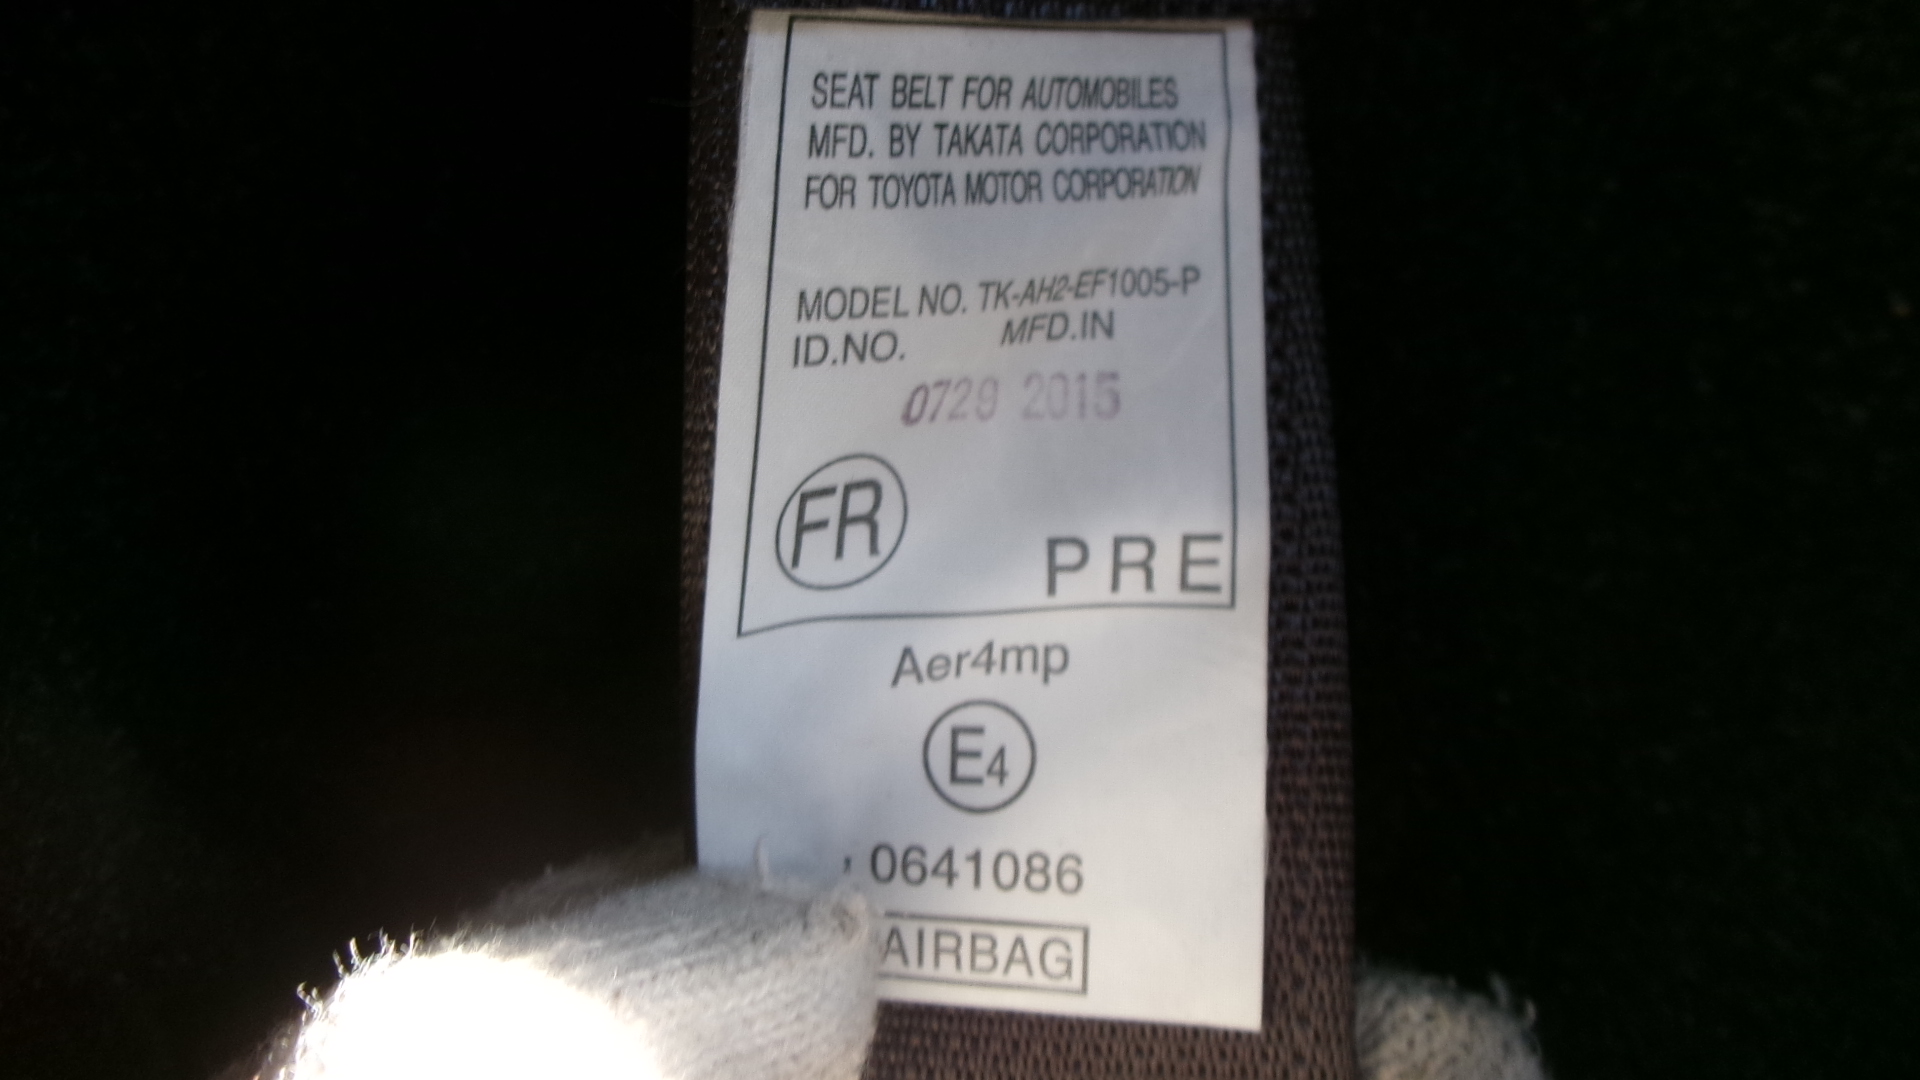 SEAT BELT FOR AUTOMOBILES
MFD. BY TAKATA CORPORATION
FOR TOYOTA MOTOR CORPORATION
MODEL NO. TK-AH2-EF1005-P
ID.NO. MFD.IN
0729 2015
FR
PRE
Aer4mp
E4
0641086
AIRBAG